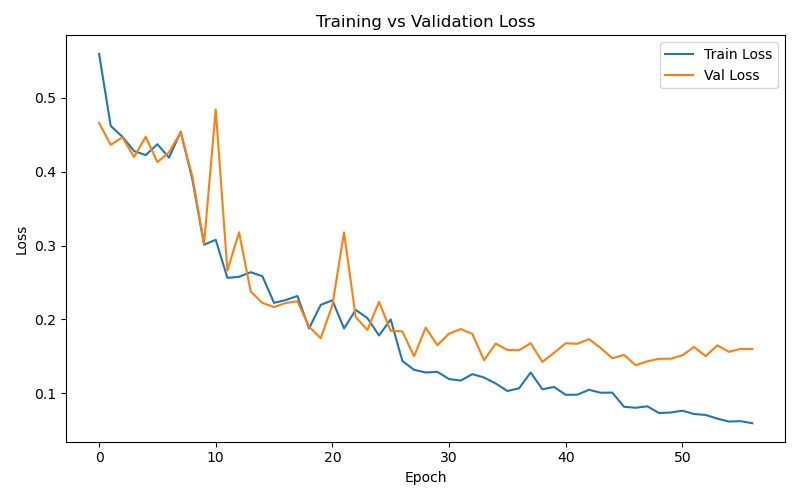 Training vs Validation Loss
Train Loss
Val Loss
0.5
0.4
0.3
0.2
0.1
Loss
0 10 20 30 40 50
Epoch